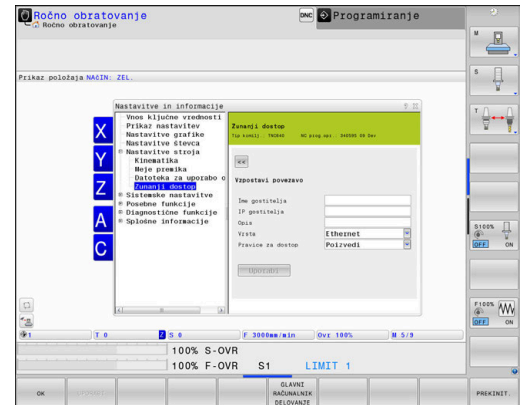 Ročno obratovanje
Ročno obratovanje
DNC
Programiranje
Prikaz položaja NAČIN: ZEL.
Nastavitve in informacije
Vnos ključne vrednosti
Prikaz nastavitev
Nastavitve grafike
Nastavitve števca
Nastavitve stroja
Kinematika
Meje premika
Datoteka za uporabo o
Zunanji dostop
Sistemske nastavitve
Posebne funkcije
Diagnostične funkcije
Splošne informacije
Zunanji dostop
<<
Vzpostavi povezavo
Ime gostitelja
IP gostitelja
Opis
Vrsta Ethernet
Pravice za dostop Poizvedi
Uporabi
X
Y
Z
A
C
M
S
T
S100%
OFF ON
F100%
OFF ON
1 T 0 Z S 0 F 3000mm/min Ovr 100% M 5/9
100% S-OVR
100% F-OVR S1 LIMIT 1
OK
GLAVNI
RAČUNALNIK
DELOVANJE
PREKINIT.